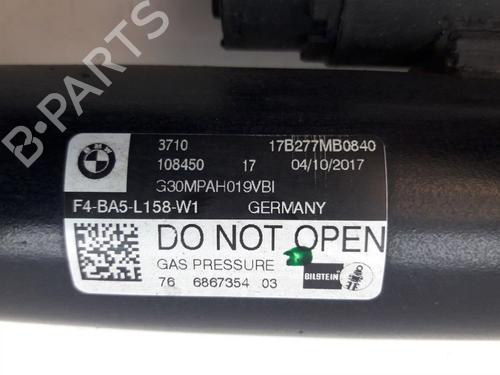 BMW
3710 17B277MB0840
108450 17 04/10/2017
G30MPAH019VBI
F4-BA5-L158-W1 GERMANY
DO NOT OPEN
GAS PRESSURE
76 6867354 03
BILSTEIN
B-PARTS